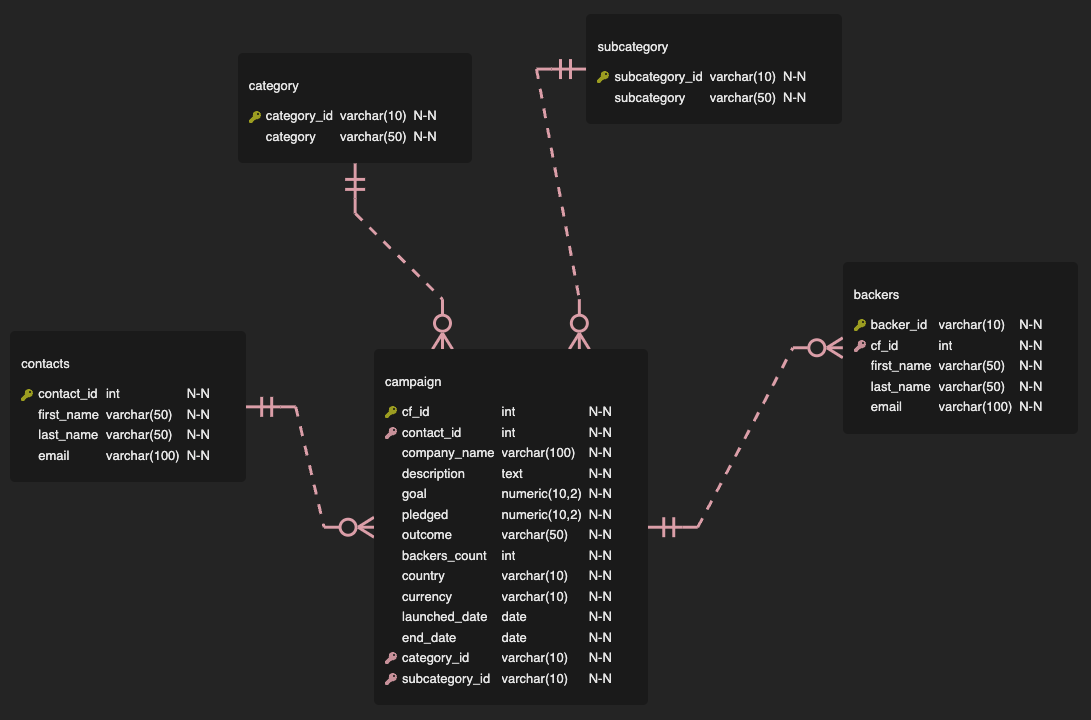 category
category_id varchar(10) N-N
category varchar(50) N-N
subcategory
subcategory_id varchar(10) N-N
subcategory varchar(50) N-N
contacts
contact_id int N-N
first_name varchar(50) N-N
last_name varchar(50) N-N
email varchar(100) N-N
campaign
cf_id int N-N
contact_id int N-N
company_name varchar(100) N-N
description text N-N
goal numeric(10,2) N-N
pledged numeric(10,2) N-N
outcome varchar(50) N-N
backers_count int N-N
country varchar(10) N-N
currency varchar(10) N-N
launched_date date N-N
end_date date N-N
category_id varchar(10) N-N
subcategory_id varchar(10) N-N
backers
backer_id varchar(10) N-N
cf_id int N-N
first_name varchar(50) N-N
last_name varchar(50) N-N
email varchar(100) N-N